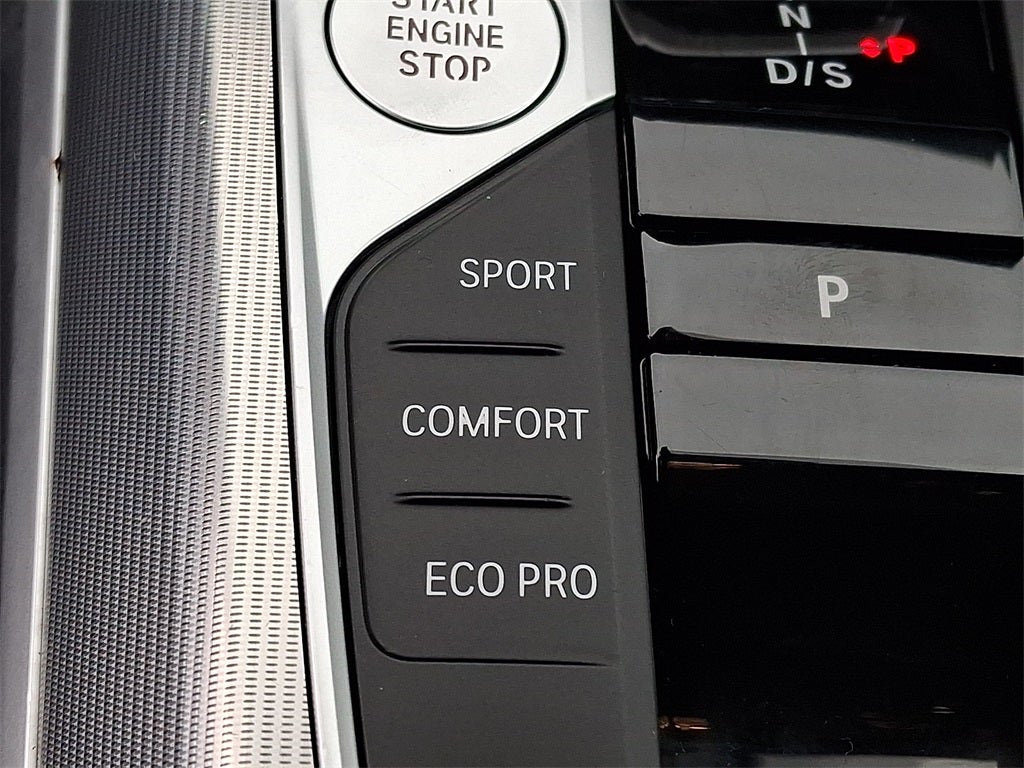 START
ENGINE
STOP
N
D/S
P
SPORT
P
COMFORT
ECO PRO